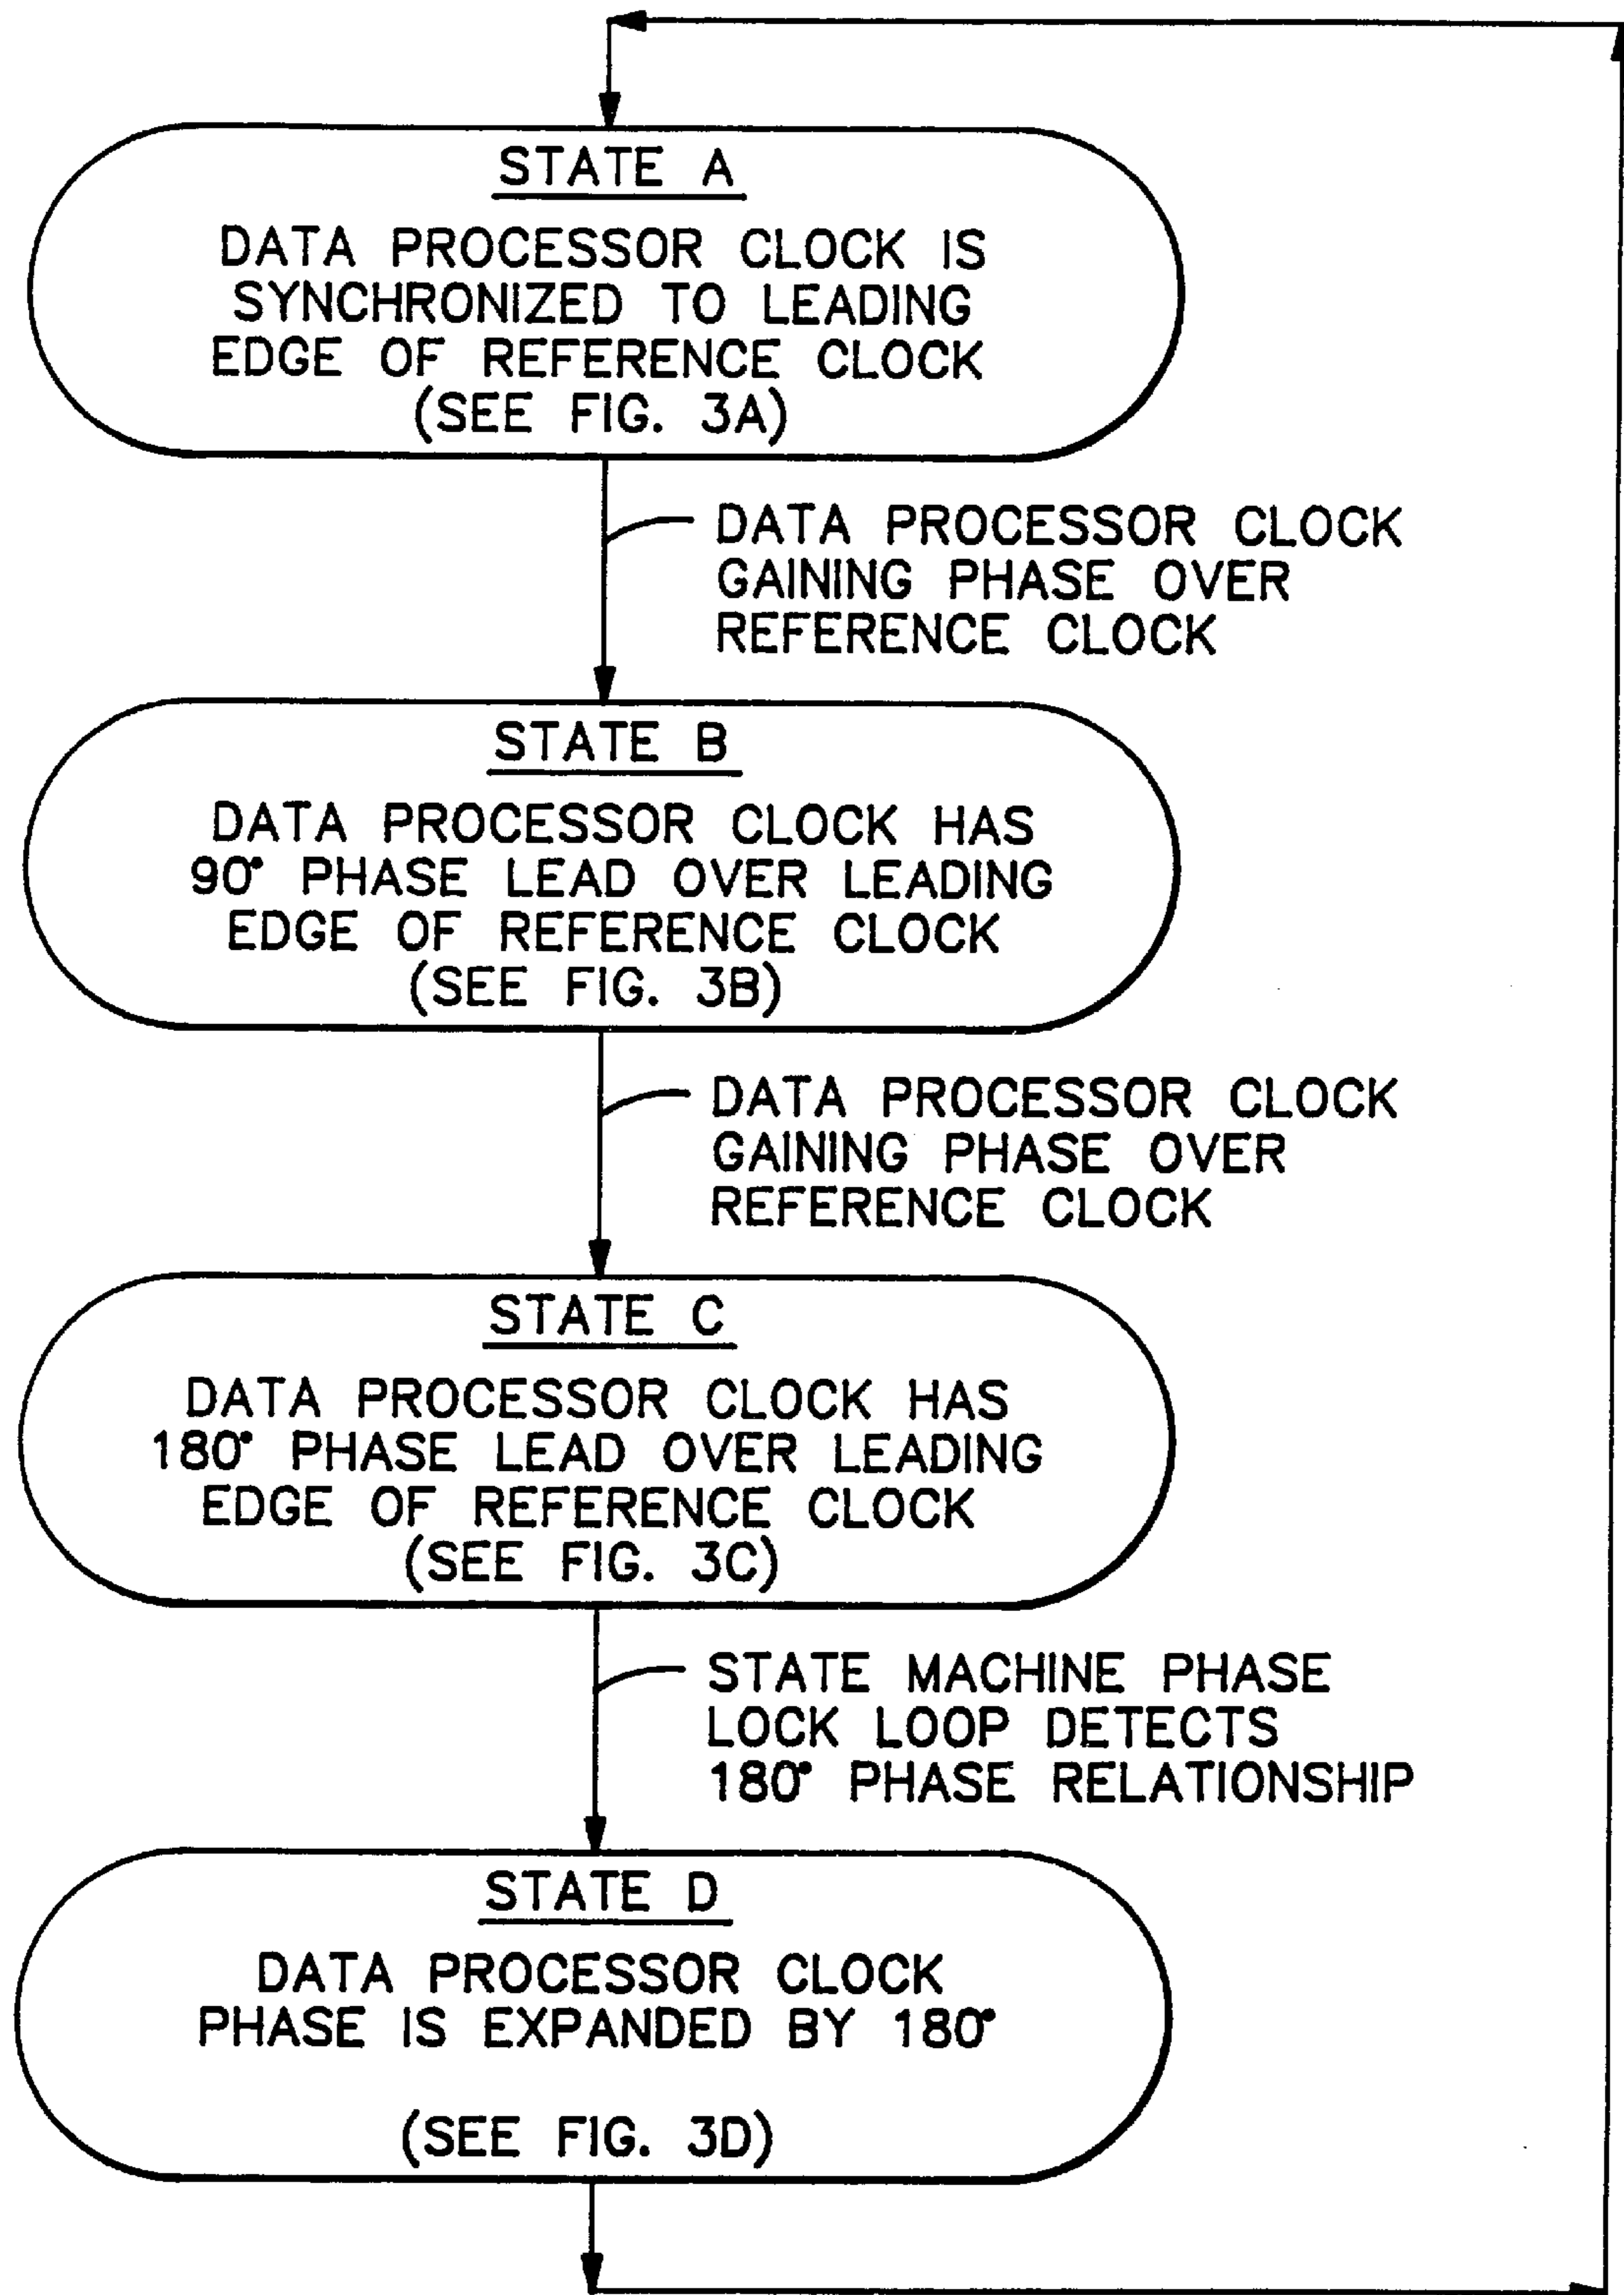 STATE A
DATA PROCESSOR CLOCK IS
SYNCHRONIZED TO LEADING
EDGE OF REFERENCE CLOCK
(SEE FIG. 3A)
DATA PROCESSOR CLOCK
GAINING PHASE OVER
REFERENCE CLOCK
STATE B
DATA PROCESSOR CLOCK HAS
90° PHASE LEAD OVER LEADING
EDGE OF REFERENCE CLOCK
(SEE FIG. 3B)
DATA PROCESSOR CLOCK
GAINING PHASE OVER
REFERENCE CLOCK
STATE C
DATA PROCESSOR CLOCK HAS
180° PHASE LEAD OVER LEADING
EDGE OF REFERENCE CLOCK
(SEE FIG. 3C)
STATE MACHINE PHASE
LOCK LOOP DETECTS
180° PHASE RELATIONSHIP
STATE D
DATA PROCESSOR CLOCK
PHASE IS EXPANDED BY 180°
(SEE FIG. 3D)